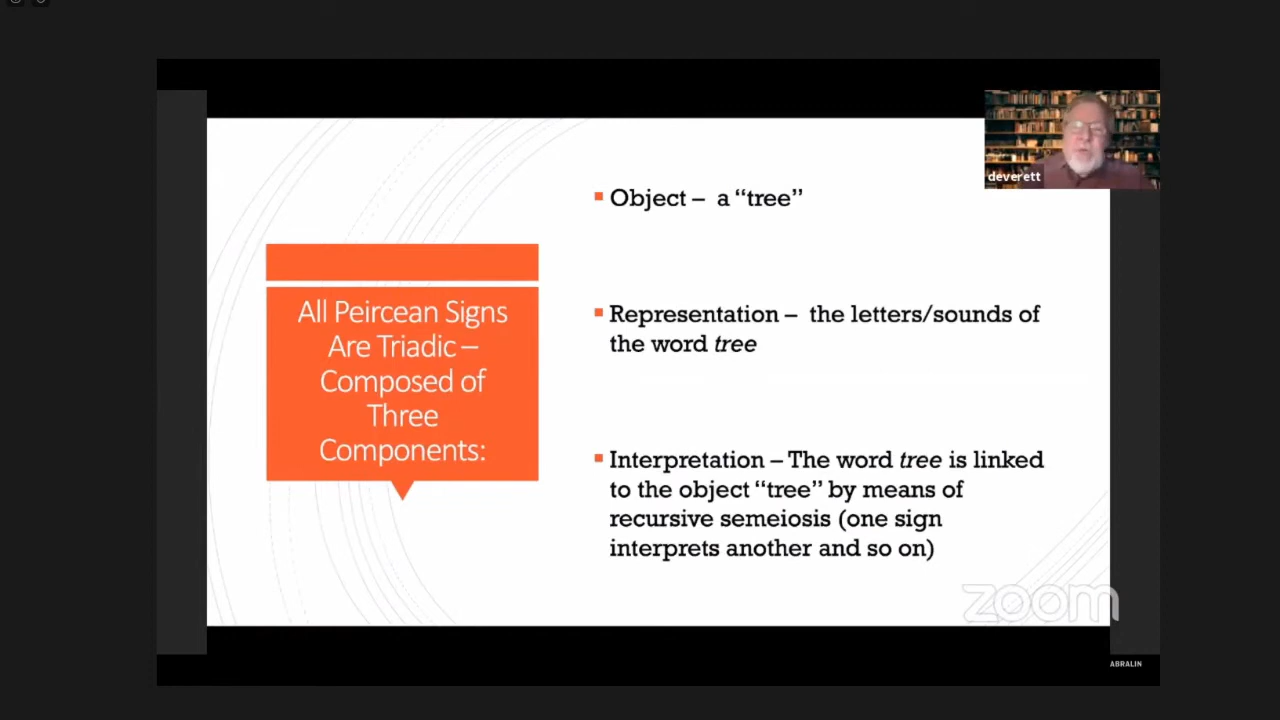 deverett
Object – a “tree”
All Peircean Signs
Are Triadic –
Composed of
Three
Components:
Representation – the letters/sounds of
the word tree
Interpretation – The word tree is linked
to the object “tree” by means of
recursive semeiosis (one sign
interprets another and so on)
zoom
ABRALIN